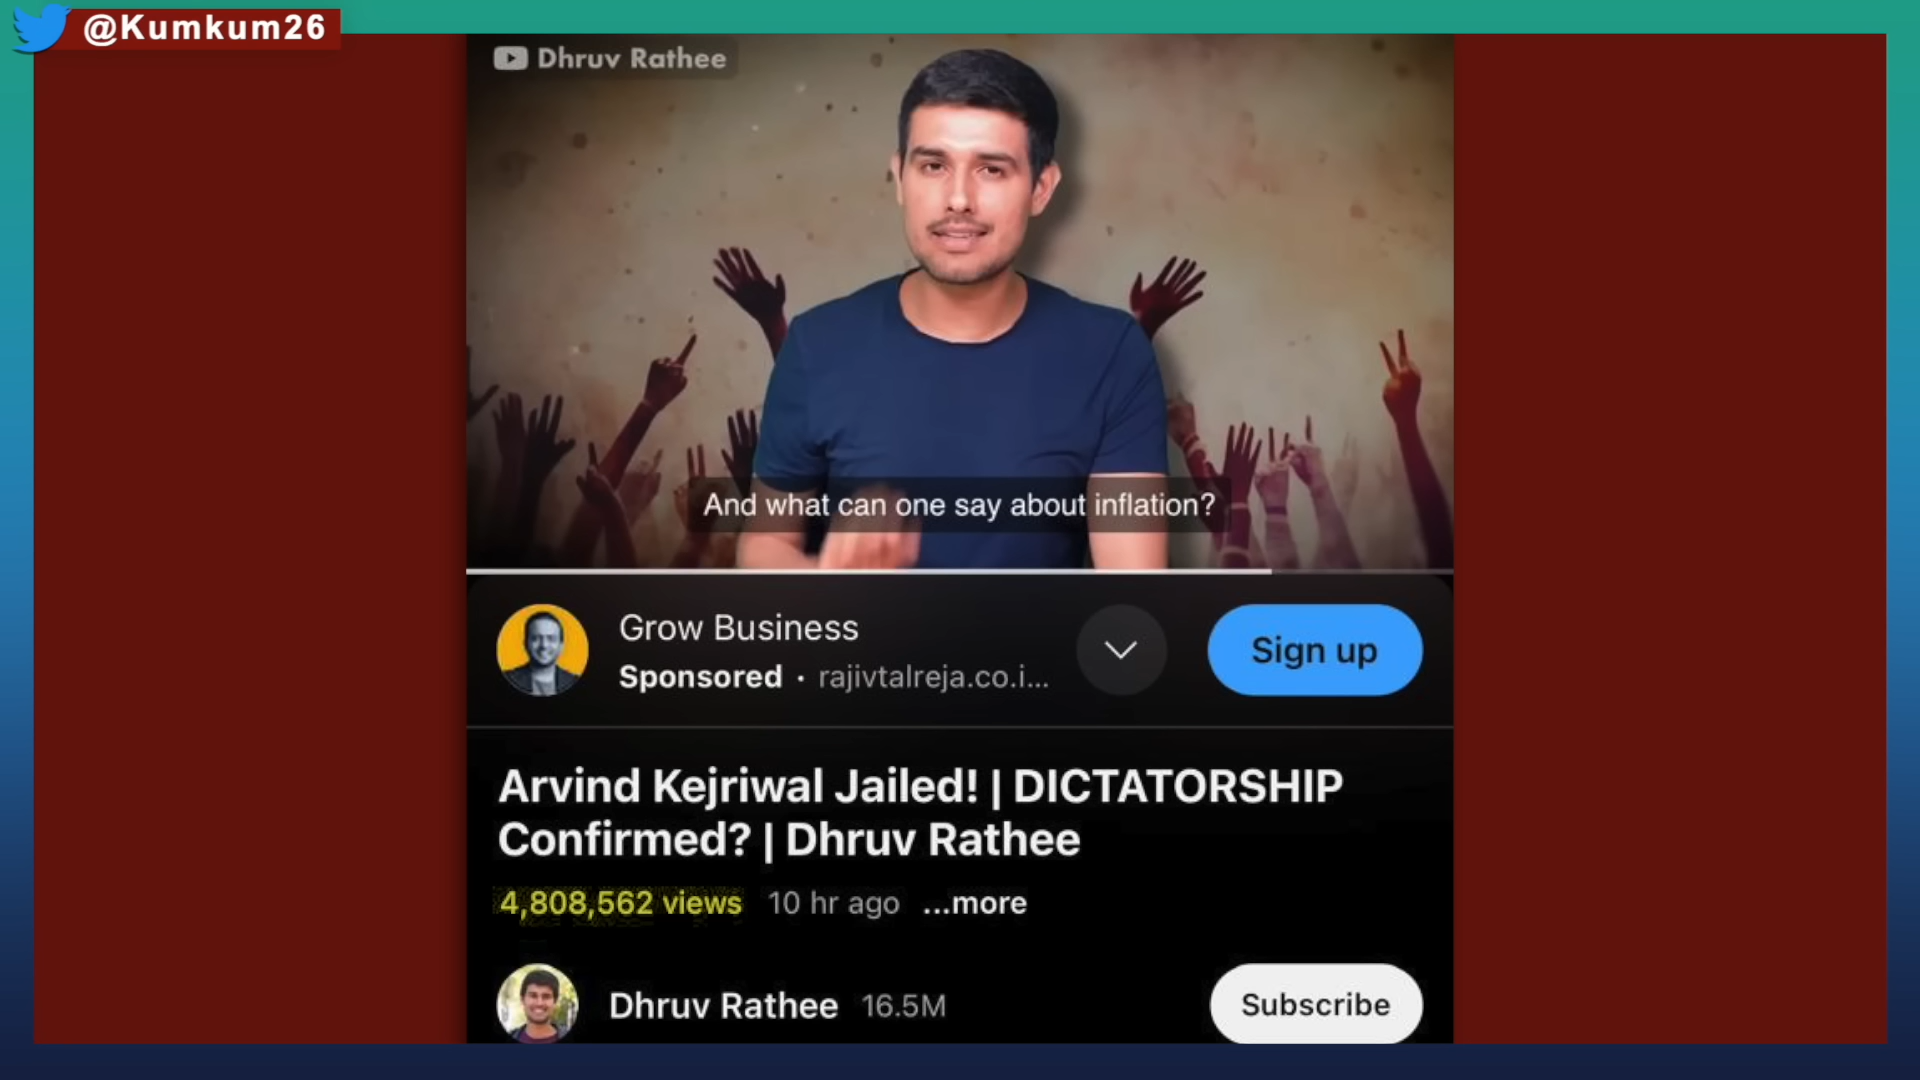 @Kumkum26
Dhruv Rathee
And what can one say about inflation?
Grow Business
Sponsored · rajivtalreja.co.i...
Sign up
Arvind Kejriwal Jailed! | DICTATORSHIP
Confirmed? | Dhruv Rathee
4,808,562 views 10 hr ago ...more
Dhruv Rathee 16.5M
Subscribe